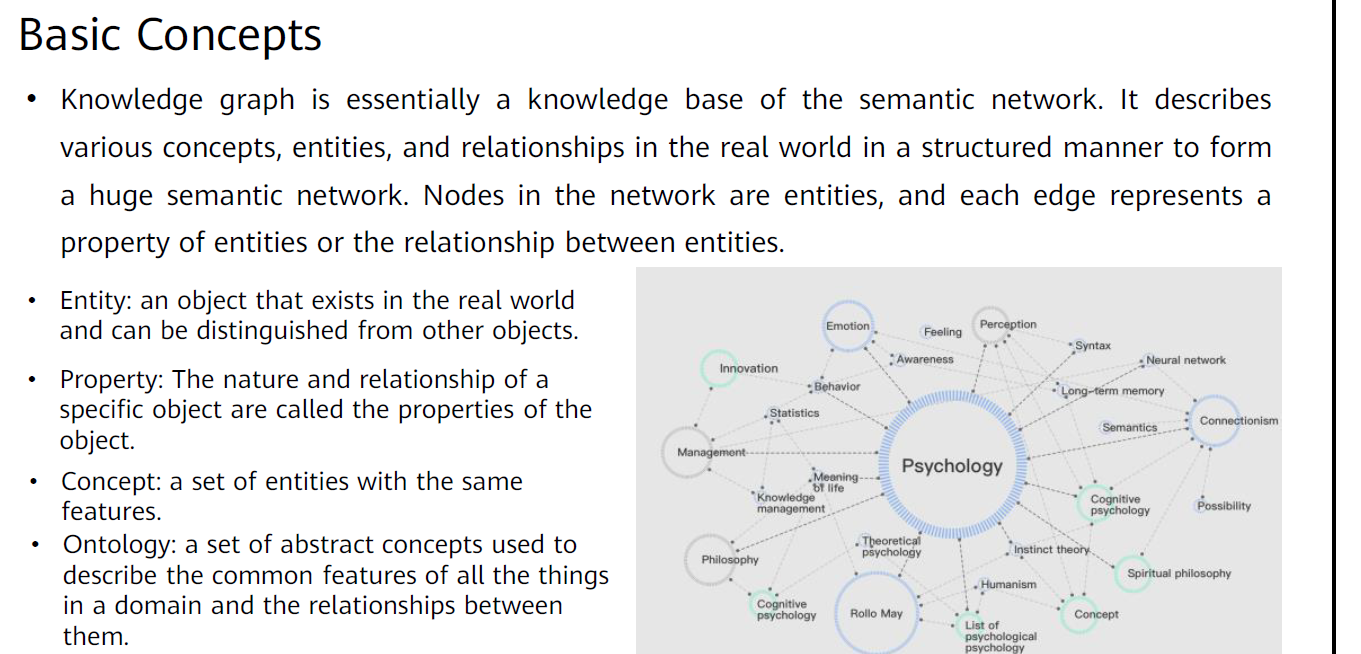 Basic Concepts
• Knowledge graph is essentially a knowledge base of the semantic network. It describes
various concepts, entities, and relationships in the real world in a structured manner to form
a huge semantic network. Nodes in the network are entities, and each edge represents a
property of entities or the relationship between entities.
• Entity: an object that exists in the real world
and can be distinguished from other objects.
• Property: The nature and relationship of a
specific object are called the properties of the
object.
• Concept: a set of entities with the same
features.
• Ontology: a set of abstract concepts used to
describe the common features of all the things
in a domain and the relationships between
them.
Emotion
Feeling
Perception
Syntax
Awareness
Neural network
Innovation
Behavior
Long-term memory
Statistics
Connectionism
Semantics
Management
Psychology
Meaning
of life
Knowledge
management
Cognitive
psychology
Possibility
Theoretical
psychology
Instinct theory
Philosophy
Spiritual philosophy
Humanism
Cognitive
psychology
Rollo May
Concept
List of
psychological
psychology